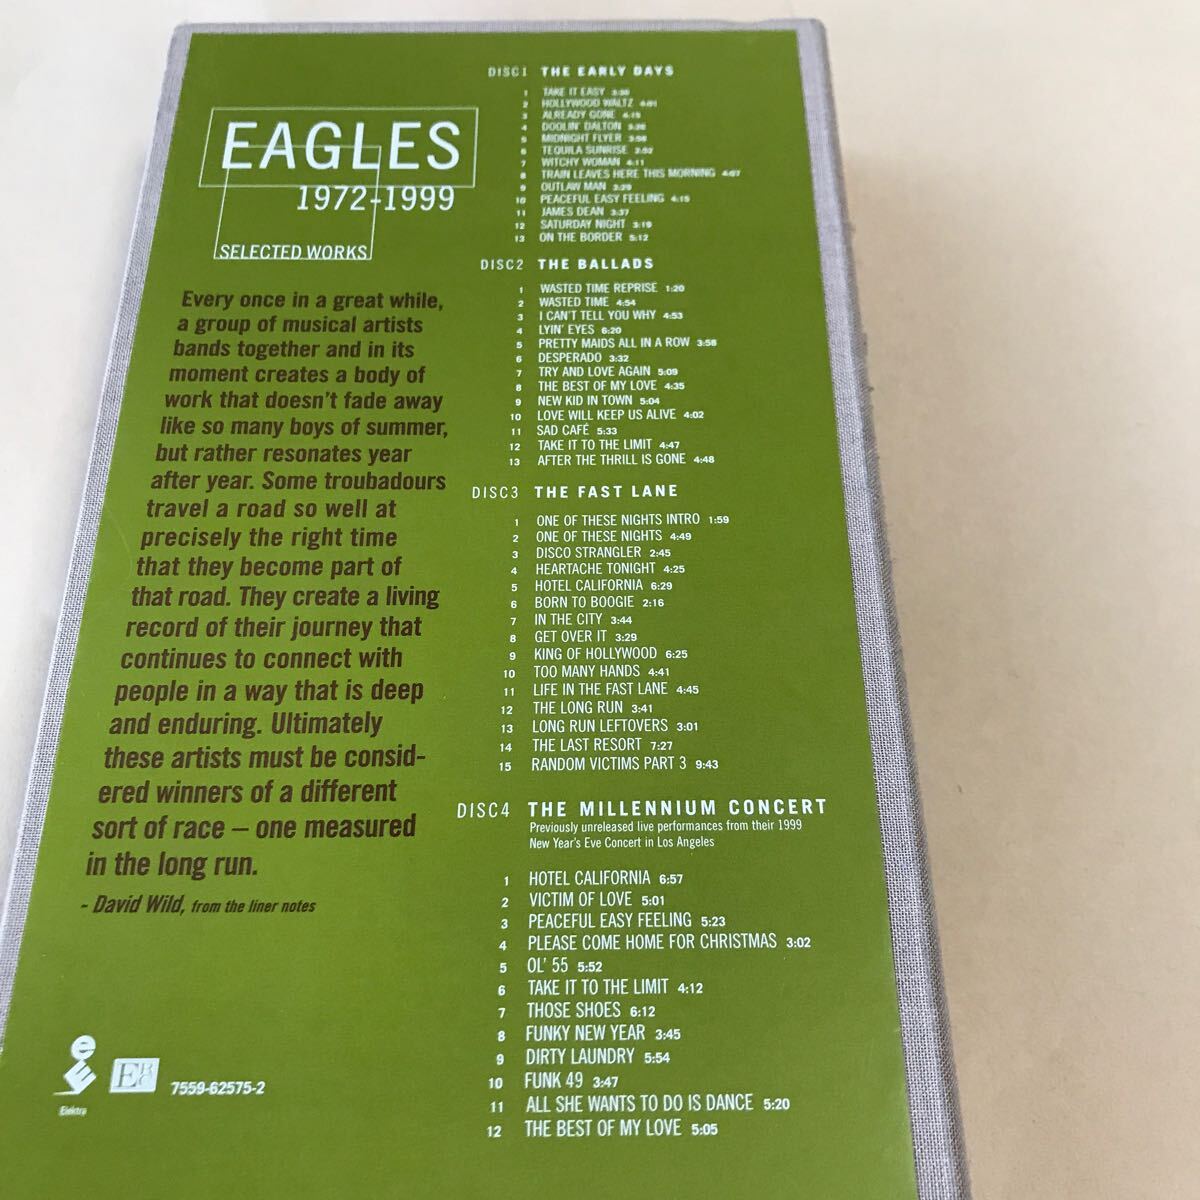 EAGLES
1972-1999
SELECTED WORKS
Every once in a great while,
a group of musical artists
bands together and in its
moment creates a body of
work that doesn't fade away
like so many boys of summer,
but rather resonates year
after year. Some troubadours
travel a road so well at
precisely the right time
that they become part of
that road. They create a living
record of their journey that
continues to connect with
people in a way that is deep
and enduring. Ultimately
these artists must be consid-
ered winners of a different
sort of race – one measured
in the long run.
- David Wild, from the liner notes
DISC1 THE EARLY DAYS
1 TAKE IT EASY 3:30
2 HOLLYWOOD WALTZ 4:01
3 ALREADY GONE 4:15
4 DOOLIN' DALTON 3:26
5 MIDNIGHT FLYER 3:56
6 TEQUILA SUNRISE 2:52
7 WITCHY WOMAN 4:11
8 TRAIN LEAVES HERE THIS MORNING 4:07
9 OUTLAW MAN 3:29
10 PEACEFUL EASY FEELING 4:15
11 JAMES DEAN 3:37
12 SATURDAY NIGHT 3:19
13 ON THE BORDER 5:12
DISC2 THE BALLADS
1 WASTED TIME REPRISE 1:20
2 WASTED TIME 4:54
3 I CAN'T TELL YOU WHY 4:53
4 LYIN' EYES 6:20
5 PRETTY MAIDS ALL IN A ROW 3:58
6 DESPERADO 3:32
7 TRY AND LOVE AGAIN 5:09
8 THE BEST OF MY LOVE 4:35
9 NEW KID IN TOWN 5:04
10 LOVE WILL KEEP US ALIVE 4:02
11 SAD CAFÉ 5:33
12 TAKE IT TO THE LIMIT 4:47
13 AFTER THE THRILL IS GONE 4:48
DISC3 THE FAST LANE
1 ONE OF THESE NIGHTS INTRO 1:59
2 ONE OF THESE NIGHTS 4:49
3 DISCO STRANGLER 2:45
4 HEARTACHE TONIGHT 4:25
5 HOTEL CALIFORNIA 6:29
6 BORN TO BOOGIE 2:16
7 IN THE CITY 3:44
8 GET OVER IT 3:29
9 KING OF HOLLYWOOD 6:25
10 TOO MANY HANDS 4:41
11 LIFE IN THE FAST LANE 4:45
12 THE LONG RUN 3:41
13 LONG RUN LEFTOVERS 3:01
14 THE LAST RESORT 7:27
15 RANDOM VICTIMS PART 3 9:43
DISC4 THE MILLENNIUM CONCERT
Previously unreleased live performances from their 1999
New Year's Eve Concert in Los Angeles
1 HOTEL CALIFORNIA 6:57
2 VICTIM OF LOVE 5:01
3 PEACEFUL EASY FEELING 5:23
4 PLEASE COME HOME FOR CHRISTMAS 3:02
5 OL' 55 5:52
6 TAKE IT TO THE LIMIT 4:12
7 THOSE SHOES 6:12
8 FUNKY NEW YEAR 3:45
9 DIRTY LAUNDRY 5:54
10 FUNK 49 3:47
11 ALL SHE WANTS TO DO IS DANCE 5:20
12 THE BEST OF MY LOVE 5:05
Elektra
7559-62575-2